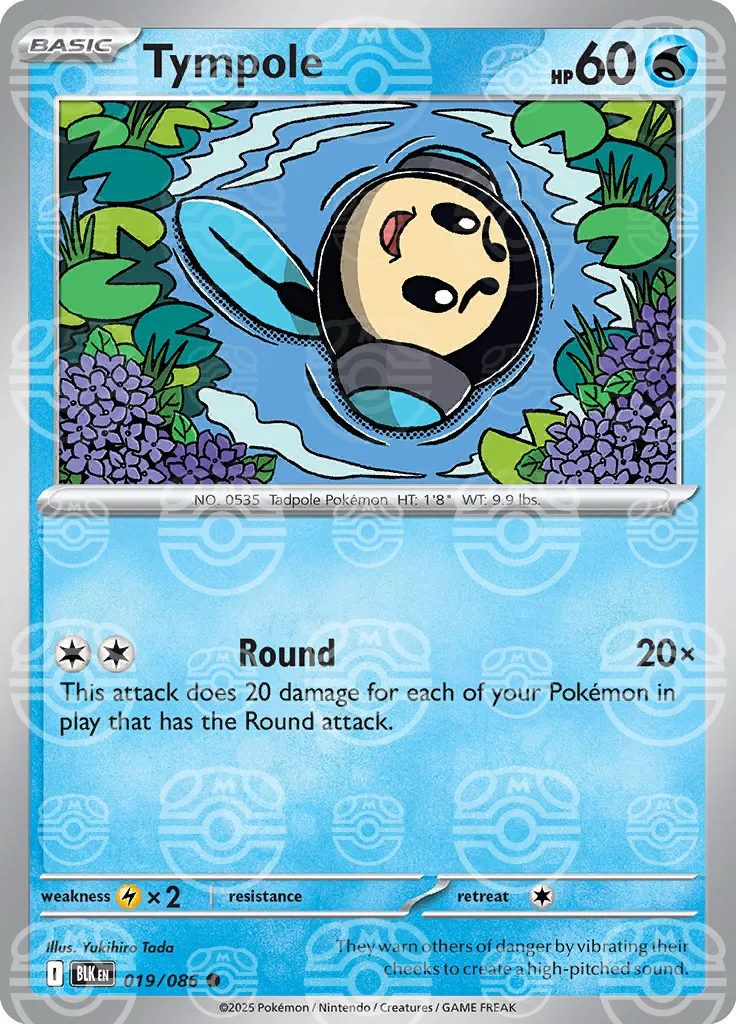 BASIC Tympole HP60
NO. 0535 Tadpole Pokémon HT: 1'8" WT: 9.9 lbs.
Round 20×
This attack does 20 damage for each of your Pokémon in
play that has the Round attack.
weakness ×2 resistance retreat
Illus. Yukihiro Tada
They warn others of danger by vibrating their
cheeks to create a high-pitched sound.
I BLK EN 019/086
©2025 Pokémon / Nintendo / Creatures / GAME FREAK